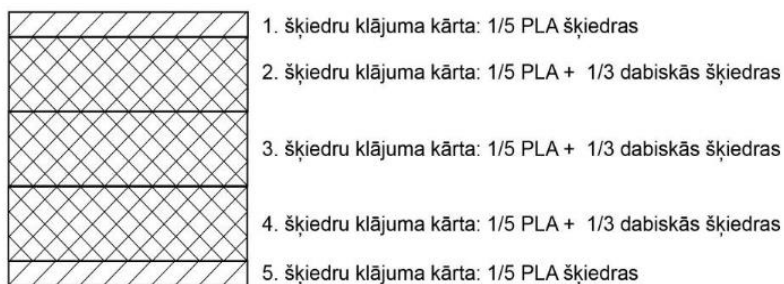 1. šķiedru klājuma kārta: 1/5 PLA šķiedras
2. šķiedru klājuma kārta: 1/5 PLA + 1/3 dabiskās šķiedras
3. šķiedru klājuma kārta: 1/5 PLA + 1/3 dabiskās šķiedras
4. šķiedru klājuma kārta: 1/5 PLA + 1/3 dabiskās šķiedras
5. šķiedru klājuma kārta: 1/5 PLA šķiedras